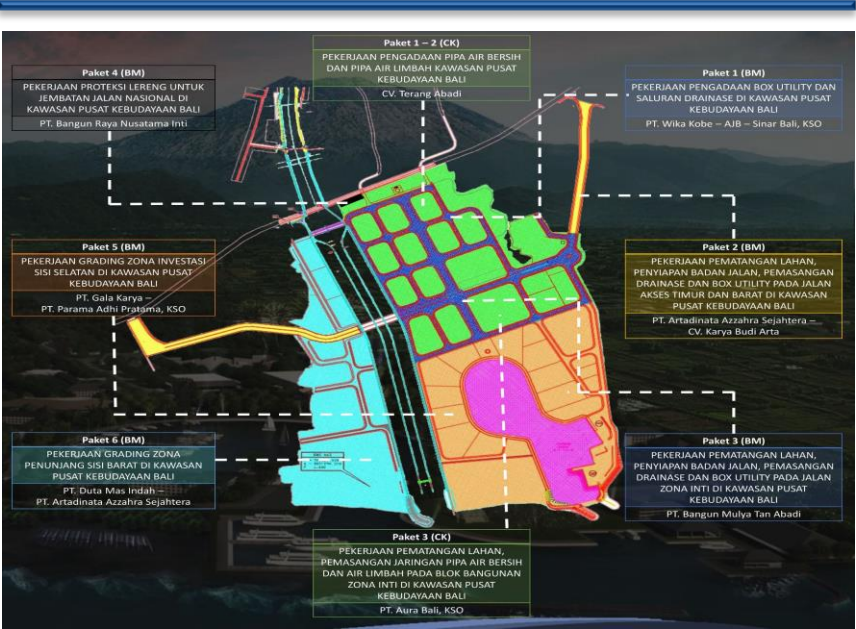 Paket 1 – 2 (CK)
PEKERJAAN PENGADAAN PIPA AIR BERSIH
DAN PIPA AIR LIMBAH KAWASAN PUSAT
KEBUDAYAAN BALI
CV. Terang Abadi
Paket 4 (BM)
PEKERJAAN PROTEKSI LERENG UNTUK
JEMBATAN JALAN NASIONAL DI
KAWASAN PUSAT KEBUDAYAAN BALI
PT. Bangun Raya Nusatama Inti
Paket 1 (BM)
PEKERJAAN PENGADAAN BOX UTILITY DAN
SALURAN DRAINASE DI KAWASAN PUSAT
KEBUDAYAAN BALI
PT. Wika Kobe – AJB – Sinar Bali, KSO
Paket 5 (BM)
PEKERJAAN GRADING ZONA INVESTASI
SISI SELATAN DI KAWASAN PUSAT
KEBUDAYAAN BALI
PT. Gala Karya –
PT. Parama Adhi Pratama, KSO
Paket 2 (BM)
PEKERJAAN PEMATANGAN LAHAN,
PENYIAPAN BADAN JALAN, PEMASANGAN
DRAINASE DAN BOX UTILITY PADA JALAN
AKSES TIMUR DAN BARAT DI KAWASAN
PUSAT KEBUDAYAAN BALI
PT. Artadinata Azzahra Sejahtera –
CV. Karya Budi Arta
Paket 6 (BM)
PEKERJAAN GRADING ZONA
PENUNJANG SISI BARAT DI KAWASAN
PUSAT KEBUDAYAAN BALI
PT. Duta Mas Indah –
PT. Artadinata Azzahra Sejahtera
Paket 3 (BM)
PEKERJAAN PEMATANGAN LAHAN,
PENYIAPAN BADAN JALAN, PEMASANGAN
DRAINASE DAN BOX UTILITY PADA JALAN
ZONA INTI DI KAWASAN PUSAT
KEBUDAYAAN BALI
PT. Bangun Mulya Tan Abadi
Paket 3 (CK)
PEKERJAAN PEMATANGAN LAHAN,
PEMASANGAN JARINGAN PIPA AIR BERSIH
DAN AIR LIMBAH PADA BLOK BANGUNAN
ZONA INTI DI KAWASAN PUSAT
KEBUDAYAAN BALI
PT. Aura Bali, KSO